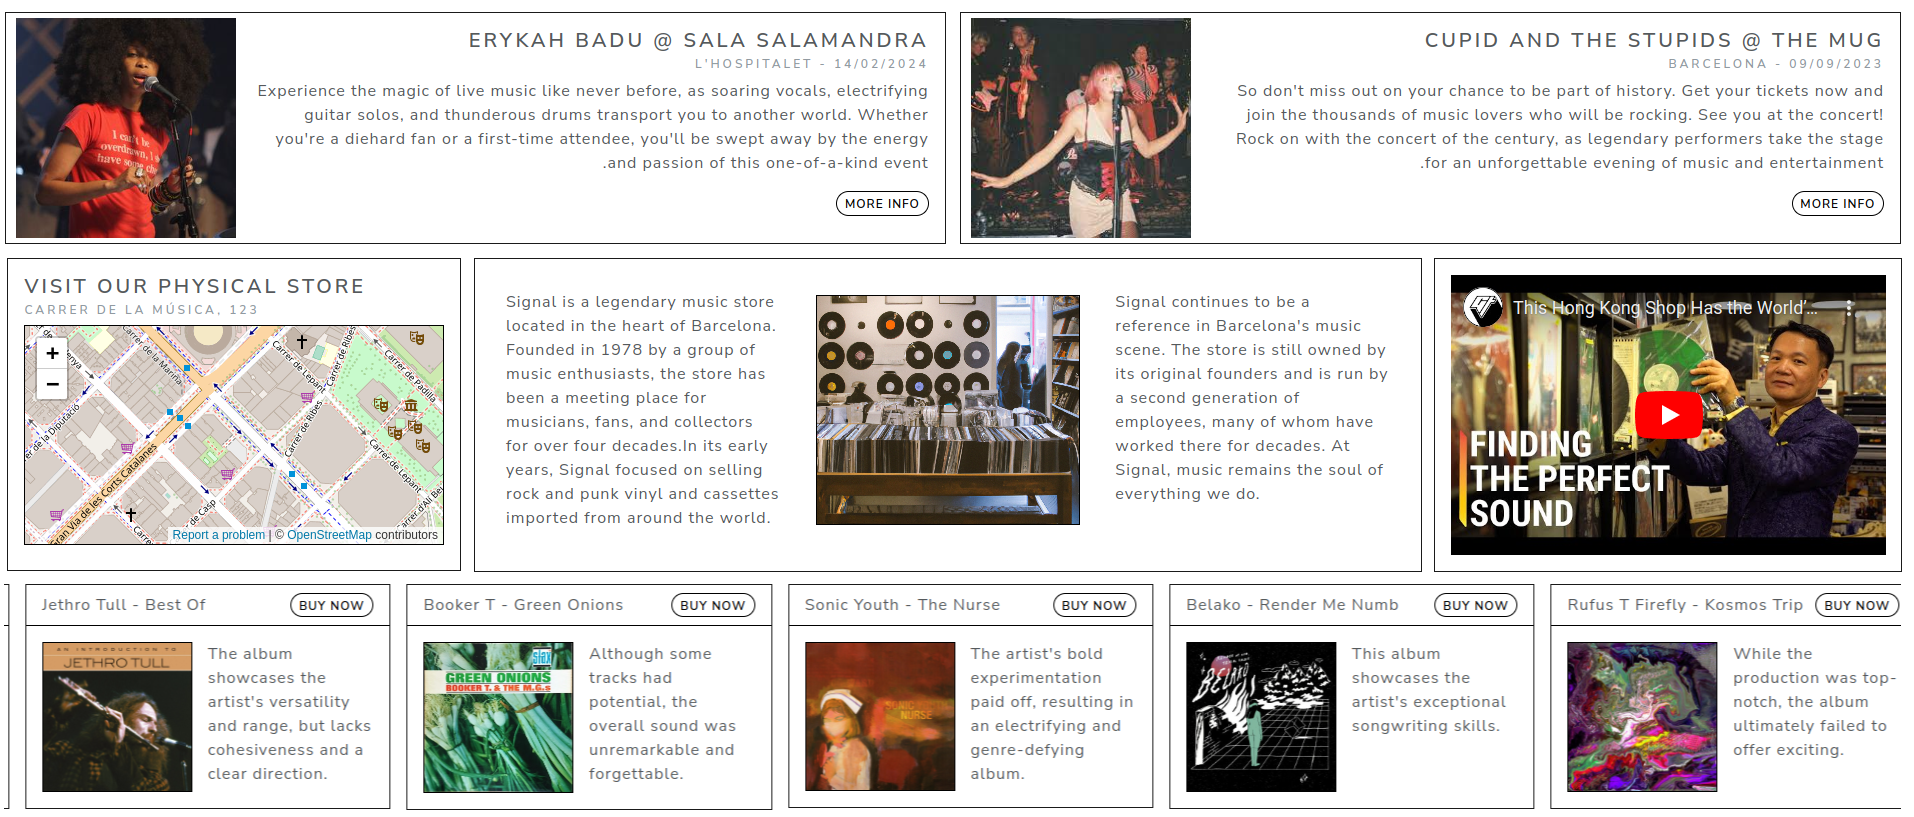 ERYKAH BADU @ SALA SALAMANDRA
L'HOSPITALET - 14/02/2024
Experience the magic of live music like never before, as soaring vocals, electrifying
guitar solos, and thunderous drums transport you to another world. Whether
you're a diehard fan or a first-time attendee, you'll be swept away by the energy
.and passion of this one-of-a-kind event
MORE INFO
I can't be
overdrawn, I
have some
CUPID AND THE STUPIDS @ THE MUG
BARCELONA - 09/09/2023
So don't miss out on your chance to be part of history. Get your tickets now and
join the thousands of music lovers who will be rocking. See you at the concert!
Rock on with the concert of the century, as legendary performers take the stage
.for an unforgettable evening of music and entertainment
MORE INFO
VISIT OUR PHYSICAL STORE
CARRER DE LA MÚSICA, 123
+
−
Carrer de la Marina
Carrer de Lepant
Carrer de Ribes
Carrer de Padilla
Carrer de Ribes
Carrer de Lepant
er de la Diputació
Gran Via de les Corts Catalanes
de Casp
Carrer d'Alí Bei
Report a problem | © OpenStreetMap contributors
Signal is a legendary music store
located in the heart of Barcelona.
Founded in 1978 by a group of
music enthusiasts, the store has
been a meeting place for
musicians, fans, and collectors
for over four decades.In its early
years, Signal focused on selling
rock and punk vinyl and cassettes
imported from around the world.
Signal continues to be a
reference in Barcelona's music
scene. The store is still owned by
its original founders and is run by
a second generation of
employees, many of whom have
worked there for decades. At
Signal, music remains the soul of
everything we do.
This Hong Kong Shop Has the World'...
FINDING
THE PERFECT
SOUND
Jethro Tull - Best Of
BUY NOW
AN INTRODUCTION TO
JETHRO TULL
The album
showcases the
artist's versatility
and range, but lacks
cohesiveness and a
clear direction.
Booker T - Green Onions
BUY NOW
stax
GREEN ONIONS
BOOKER T. & THE M.G.s
Although some
tracks had
potential, the
overall sound was
unremarkable and
forgettable.
Sonic Youth - The Nurse
BUY NOW
SONIC
NURSE
The artist's bold
experimentation
paid off, resulting in
an electrifying and
genre-defying
album.
Belako - Render Me Numb
BUY NOW
BELAKO
This album
showcases the
artist's exceptional
songwriting skills.
Rufus T Firefly - Kosmos Trip
BUY NOW
While the
production was top-
notch, the album
ultimately failed to
offer exciting.